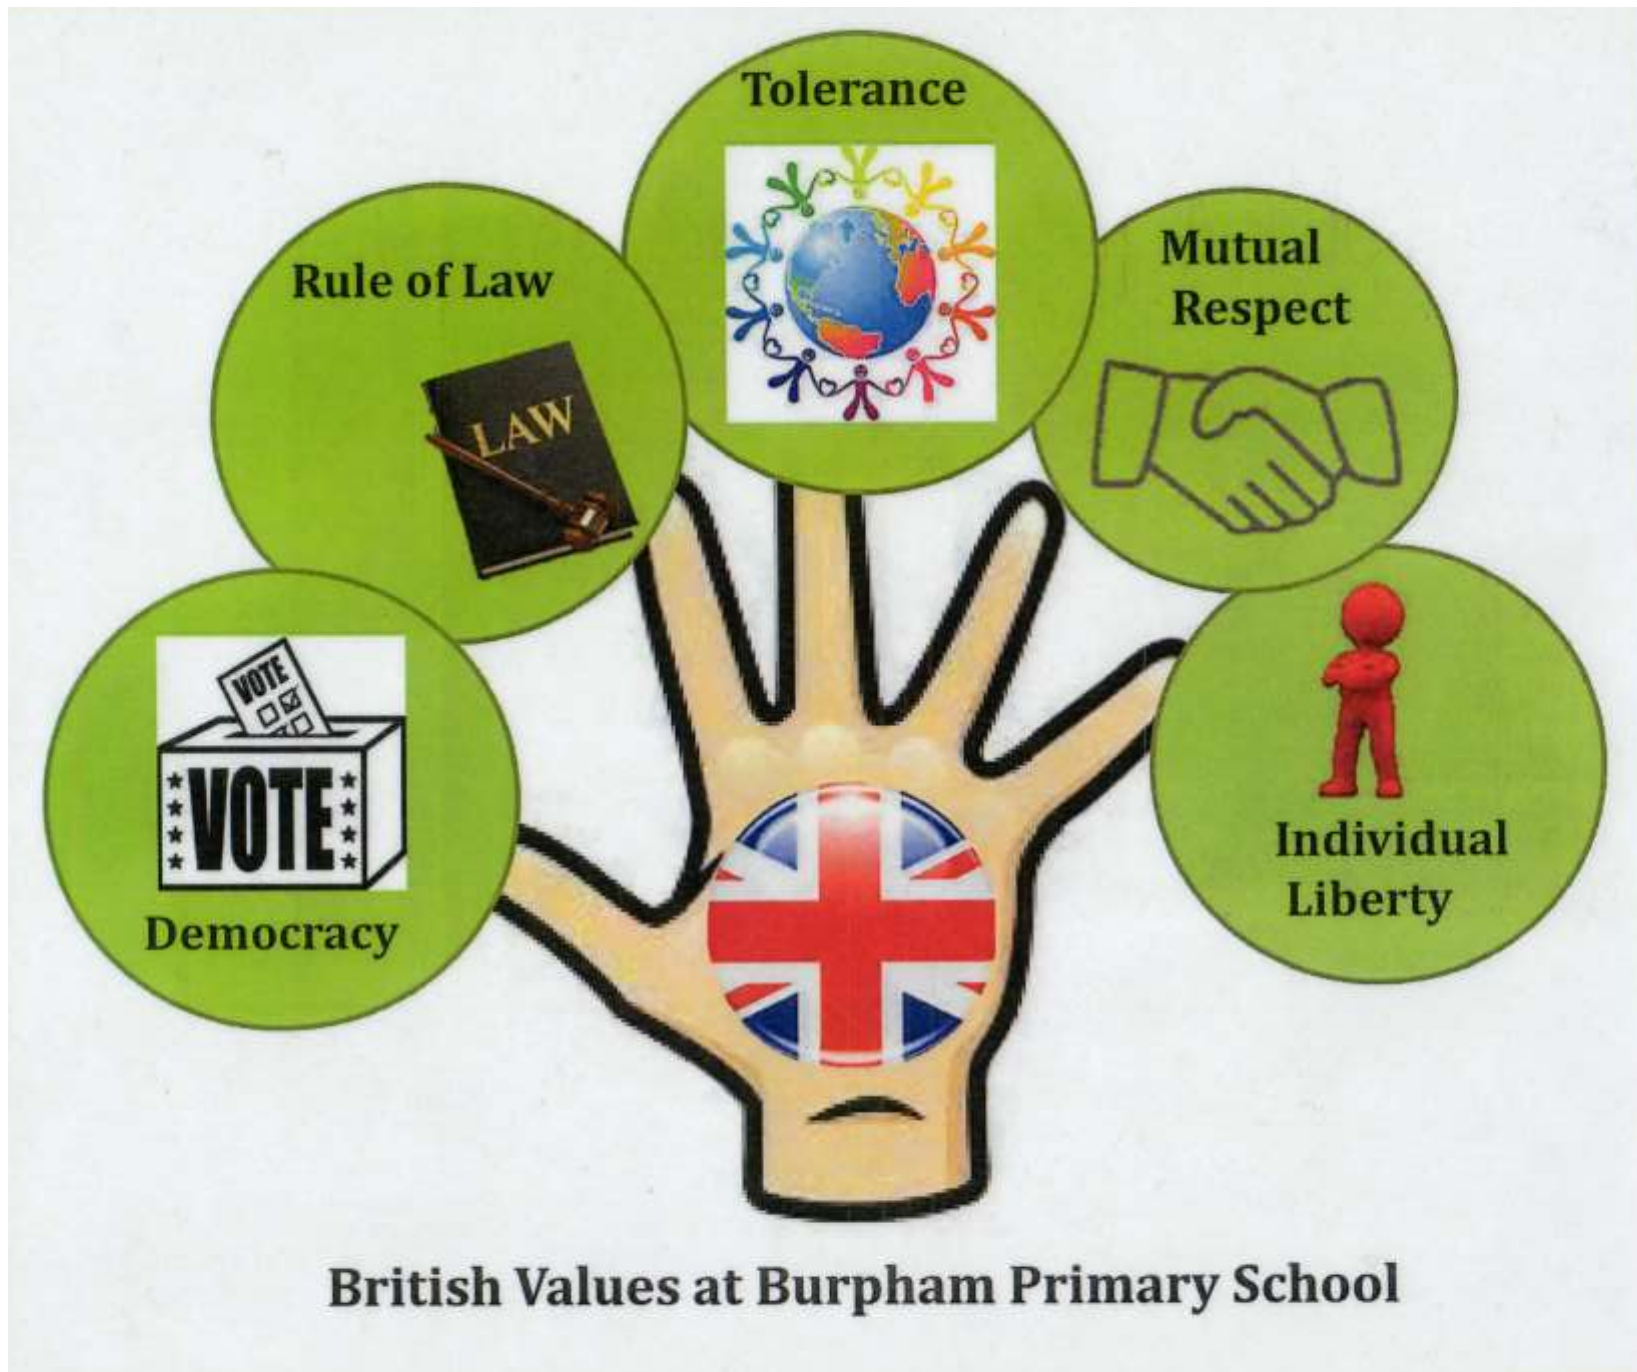 Tolerance
Rule of Law
LAW
Mutual
Respect
VOTE
VOTE
Democracy
Individual
Liberty
British Values at Burpham Primary School